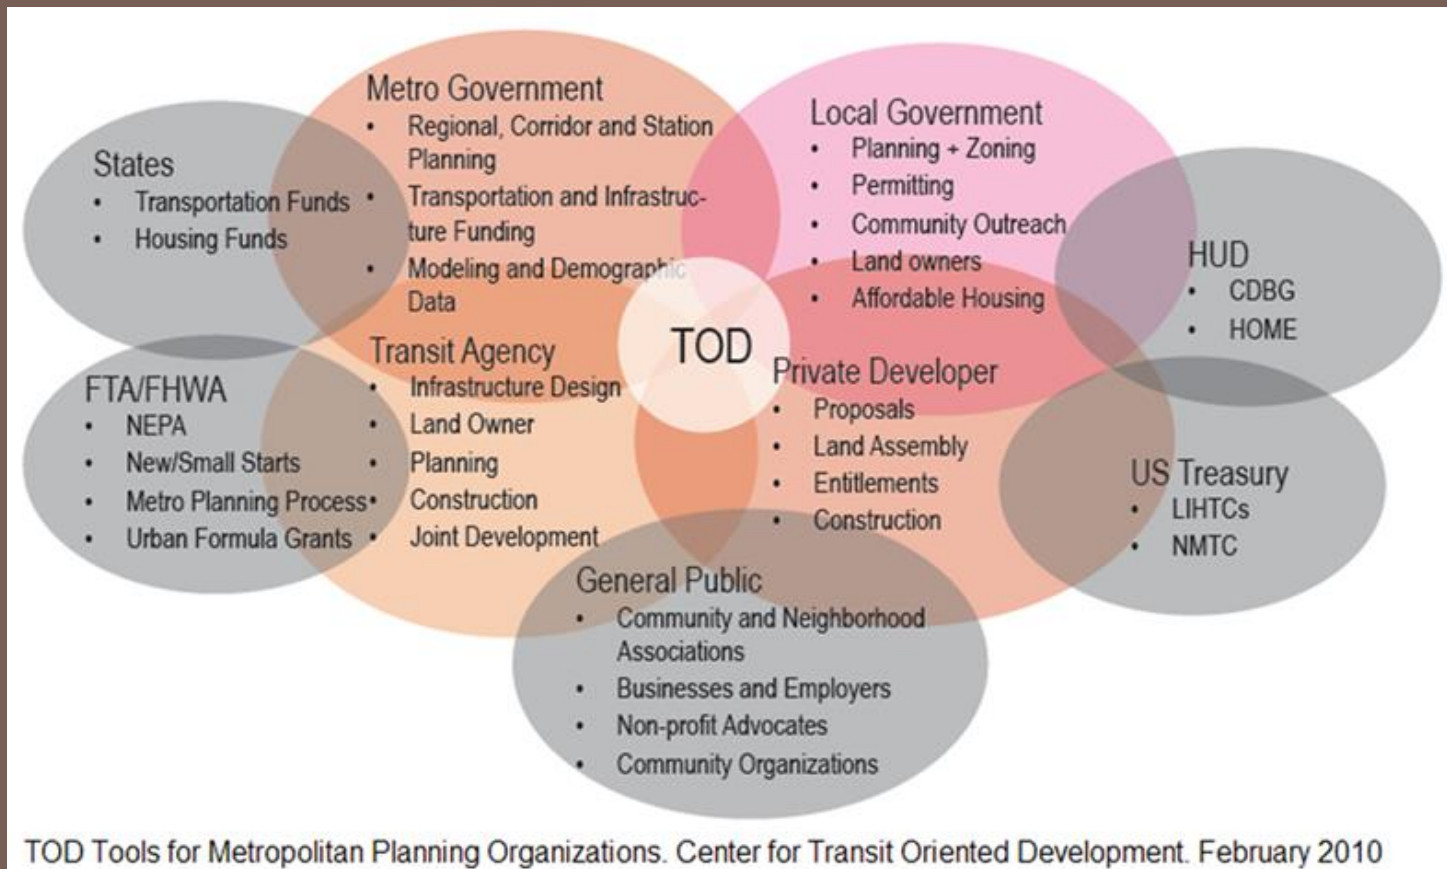 Metro Government
• Regional, Corridor and Station
Planning
• Transportation and Infrastruc-
ture Funding
• Modeling and Demographic
Data
Local Government
• Planning + Zoning
• Permitting
• Community Outreach
• Land owners
• Affordable Housing
States
• Transportation Funds
• Housing Funds
HUD
• CDBG
• HOME
TOD
Transit Agency
• Infrastructure Design
• Land Owner
• Planning
• Construction
• Joint Development
Private Developer
• Proposals
• Land Assembly
• Entitlements
• Construction
FTA/FHWA
• NEPA
• New/Small Starts
• Metro Planning Process
• Urban Formula Grants
US Treasury
• LIHTCs
• NMTC
General Public
• Community and Neighborhood
Associations
• Businesses and Employers
• Non-profit Advocates
• Community Organizations
TOD Tools for Metropolitan Planning Organizations. Center for Transit Oriented Development. February 2010